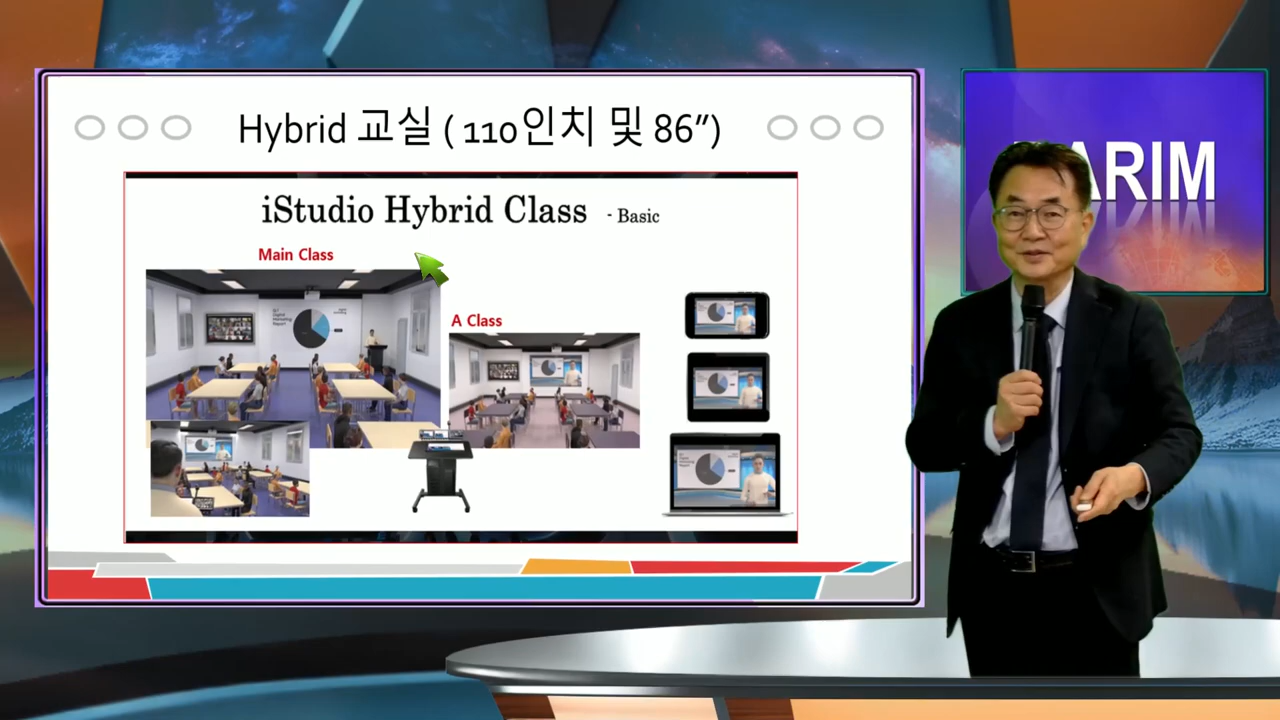 Hybrid 교실 ( 110인치 및 86”)
iStudio Hybrid Class - Basic
Main Class
A Class
ARIM